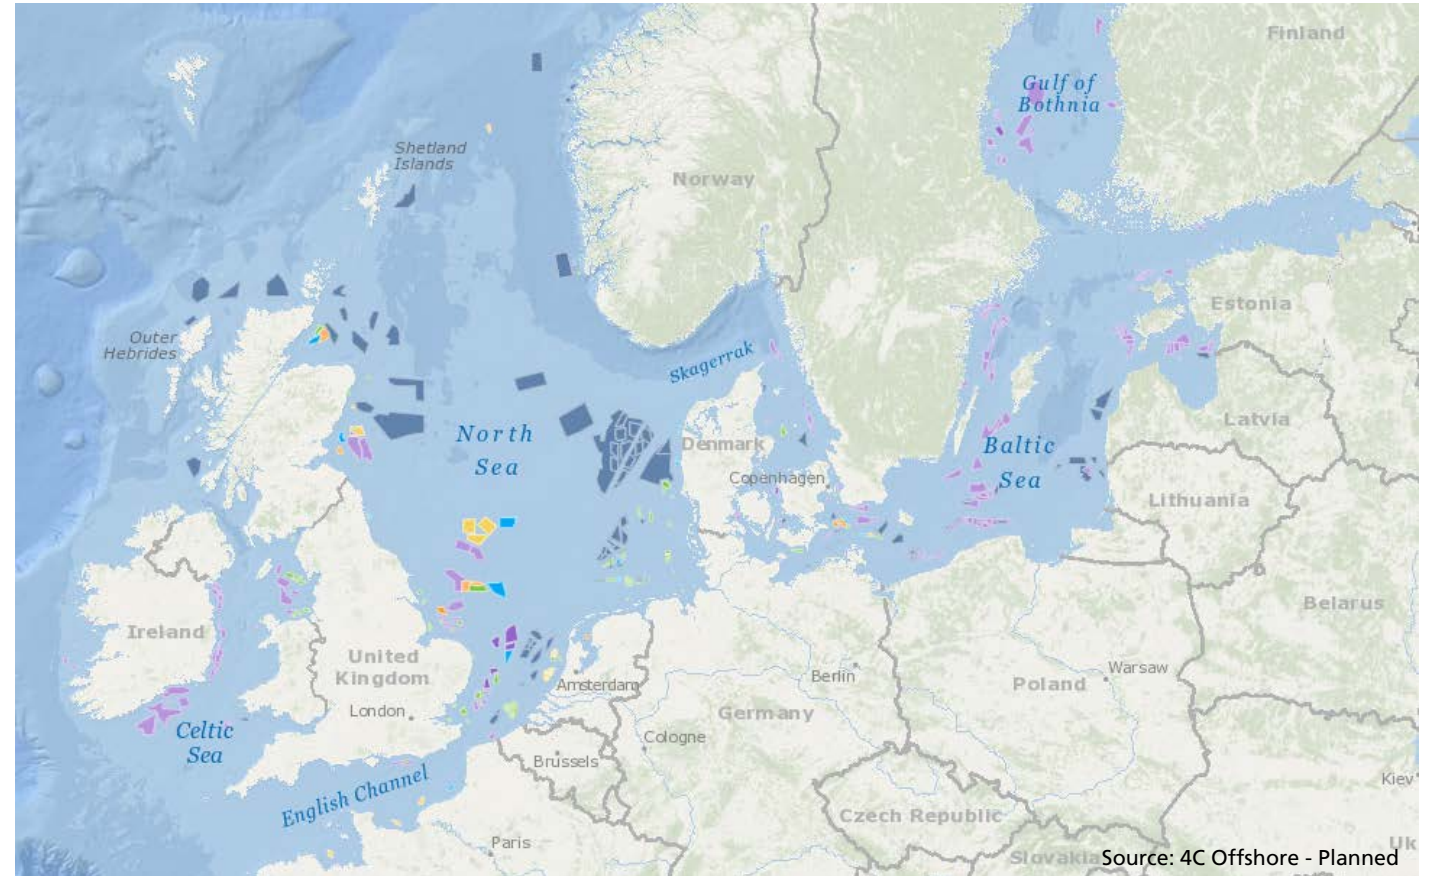 Finland
Gulf of
Bothnia
Shetland
Islands
Norway
Estonia
Outer
Hebrides
Skagerrak
Latvia
North
Sea
Denmark
Baltic
Sea
Copenhagen
Lithuania
Belarus
Ireland
United
Kingdom
Amsterdam
Berlin
Warsaw
Poland
London
Germany
Celtic
Sea
Cologne
Brussels
English Channel
Kiev
Czech Republic
Paris
Uk
Slovakia
Source: 4C Offshore - Planned